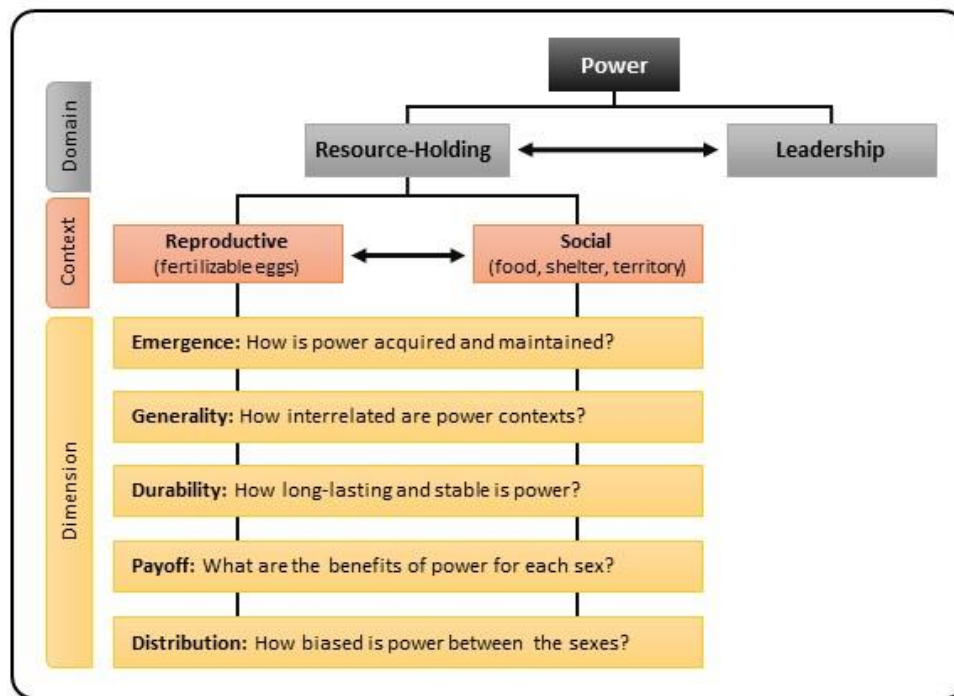 Power
Domain
Resource-Holding
Leadership
Context
Reproductive
(fertilizable eggs)
Social
(food, shelter, territory)
Dimension
Emergence: How is power acquired and maintained?
Generality: How interrelated are power contexts?
Durability: How long-lasting and stable is power?
Payoff: What are the benefits of power for each sex?
Distribution: How biased is power between the sexes?